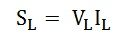 S_L = V_L I_L